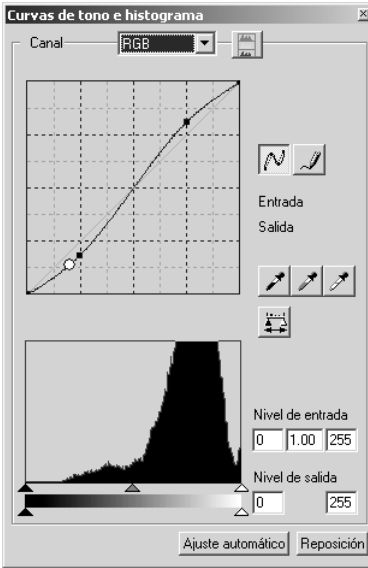 Curvas de tono e histograma
Canal RGB
Entrada
Salida
Nivel de entrada
0 1.00 255
Nivel de salida
0 255
Ajuste automático Reposición